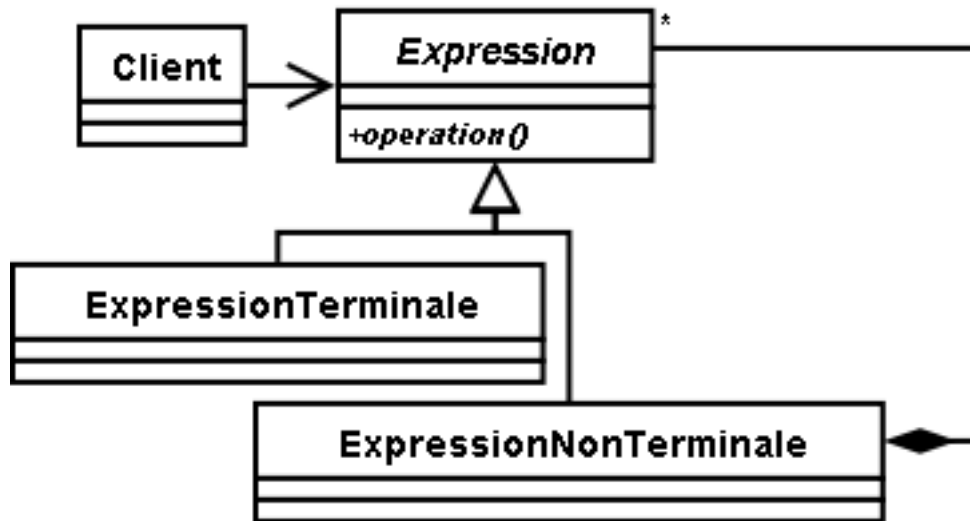 Client
Expression
*
+operation()
ExpressionTerminale
ExpressionNonTerminale